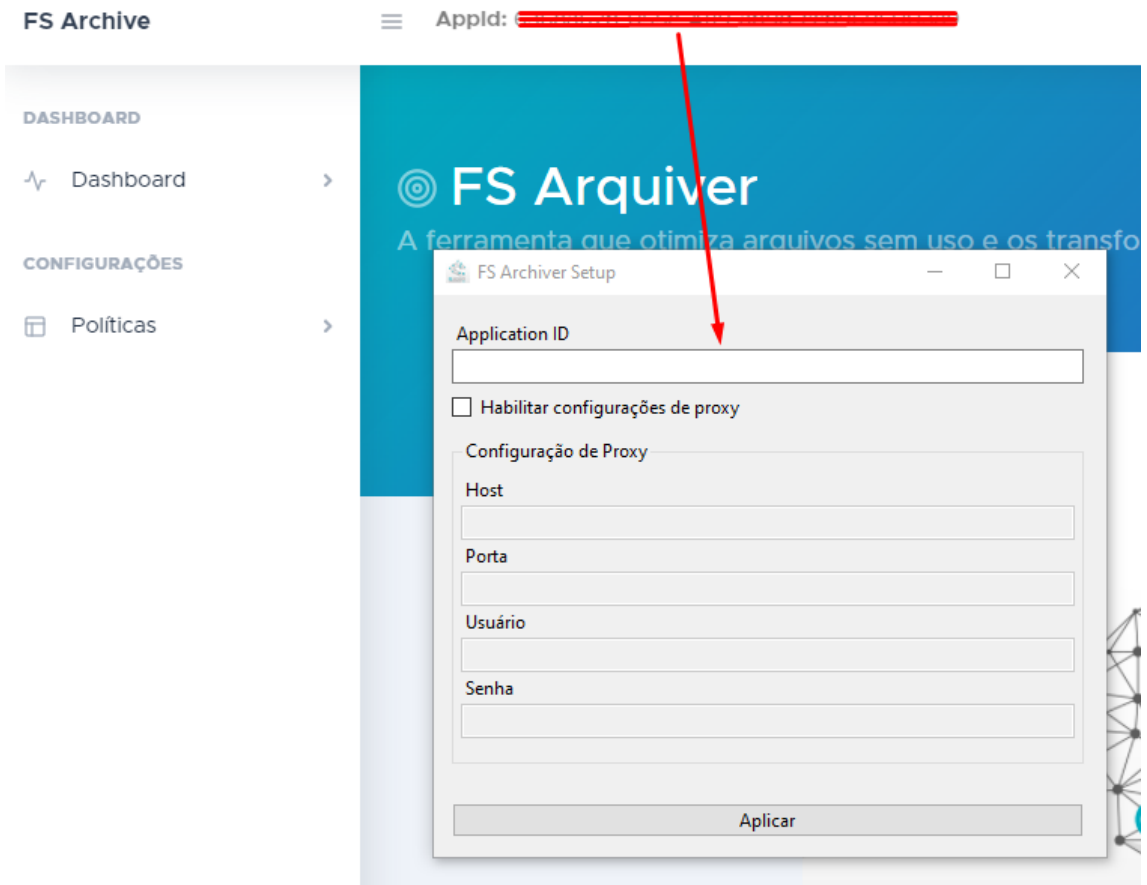 FS Archive
AppId:
DASHBOARD
Dashboard
CONFIGURAÇÕES
Políticas
FS Arquiver
A ferramenta que otimiza arquivos sem uso e os transfo
FS Archiver Setup
Application ID
Habilitar configurações de proxy
Configuração de Proxy
Host
Porta
Usuário
Senha
Aplicar